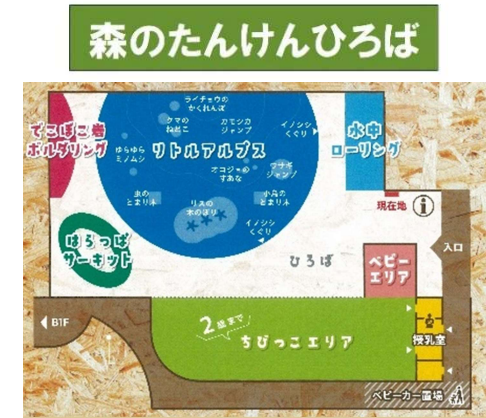 森のたんけんひろば
ライチョウの
かくれんぼ
クマの
ねどこ
カモシカ
ジャンプ
イノシシ
くぐり
でこぼこ岩
ボルダリング
ゆらゆら
ミノムシ
リトルアルプス
水中
ローリング
オコジョの
すあな
ウサギ
ジャンプ
虫の
とまり木
リスの
木のぼり
小鳥の
とまり木
現在地
i
イノシシ
くぐり
はらっぱ
サーキット
ひろば
ベビー
エリア
入口
B1F
2歳まで
ちびっこエリア
授乳室
ベビーカー置場